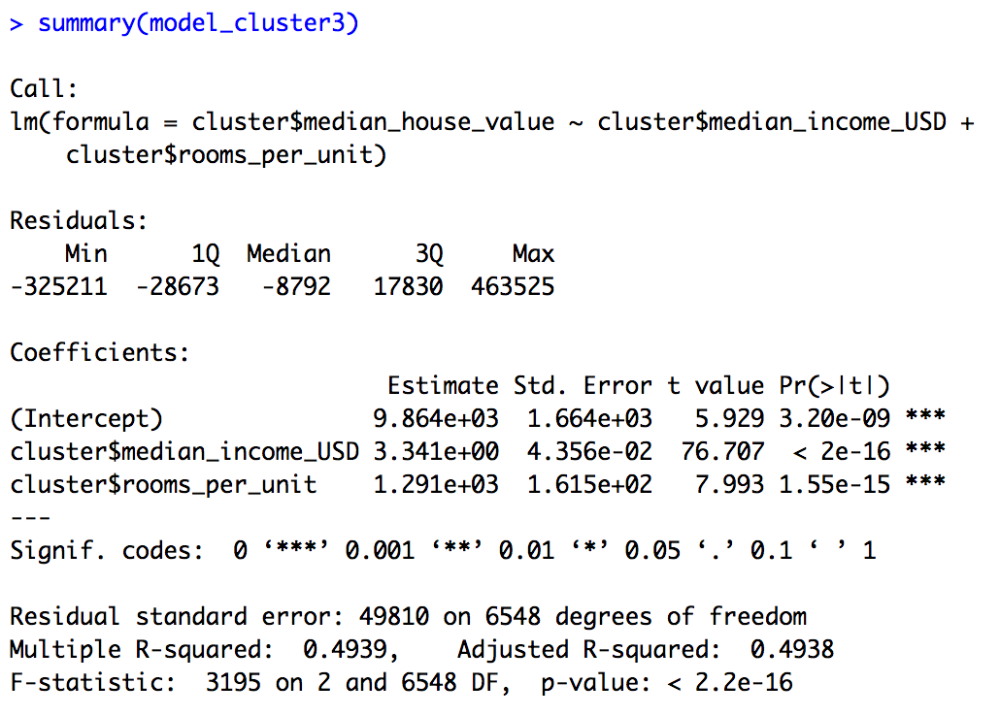 > summary(model_cluster3)
Call:
lm(formula = cluster$median_house_value ~ cluster$median_income_USD +
    cluster$rooms_per_unit)
Residuals:
    Min      1Q  Median      3Q     Max
-325211  -28673   -8792   17830  463525
Coefficients:
                           Estimate Std. Error t value Pr(>|t|)
(Intercept)               9.864e+03  1.664e+03   5.929 3.20e-09 ***
cluster$median_income_USD 3.341e+00  4.356e-02  76.707  < 2e-16 ***
cluster$rooms_per_unit    1.291e+03  1.615e+02   7.993 1.55e-15 ***
---
Signif. codes:  0 ‘***’ 0.001 ‘**’ 0.01 ‘*’ 0.05 ‘.’ 0.1 ‘ ’ 1
Residual standard error: 49810 on 6548 degrees of freedom
Multiple R-squared:  0.4939,    Adjusted R-squared:  0.4938
F-statistic:  3195 on 2 and 6548 DF,  p-value: < 2.2e-16